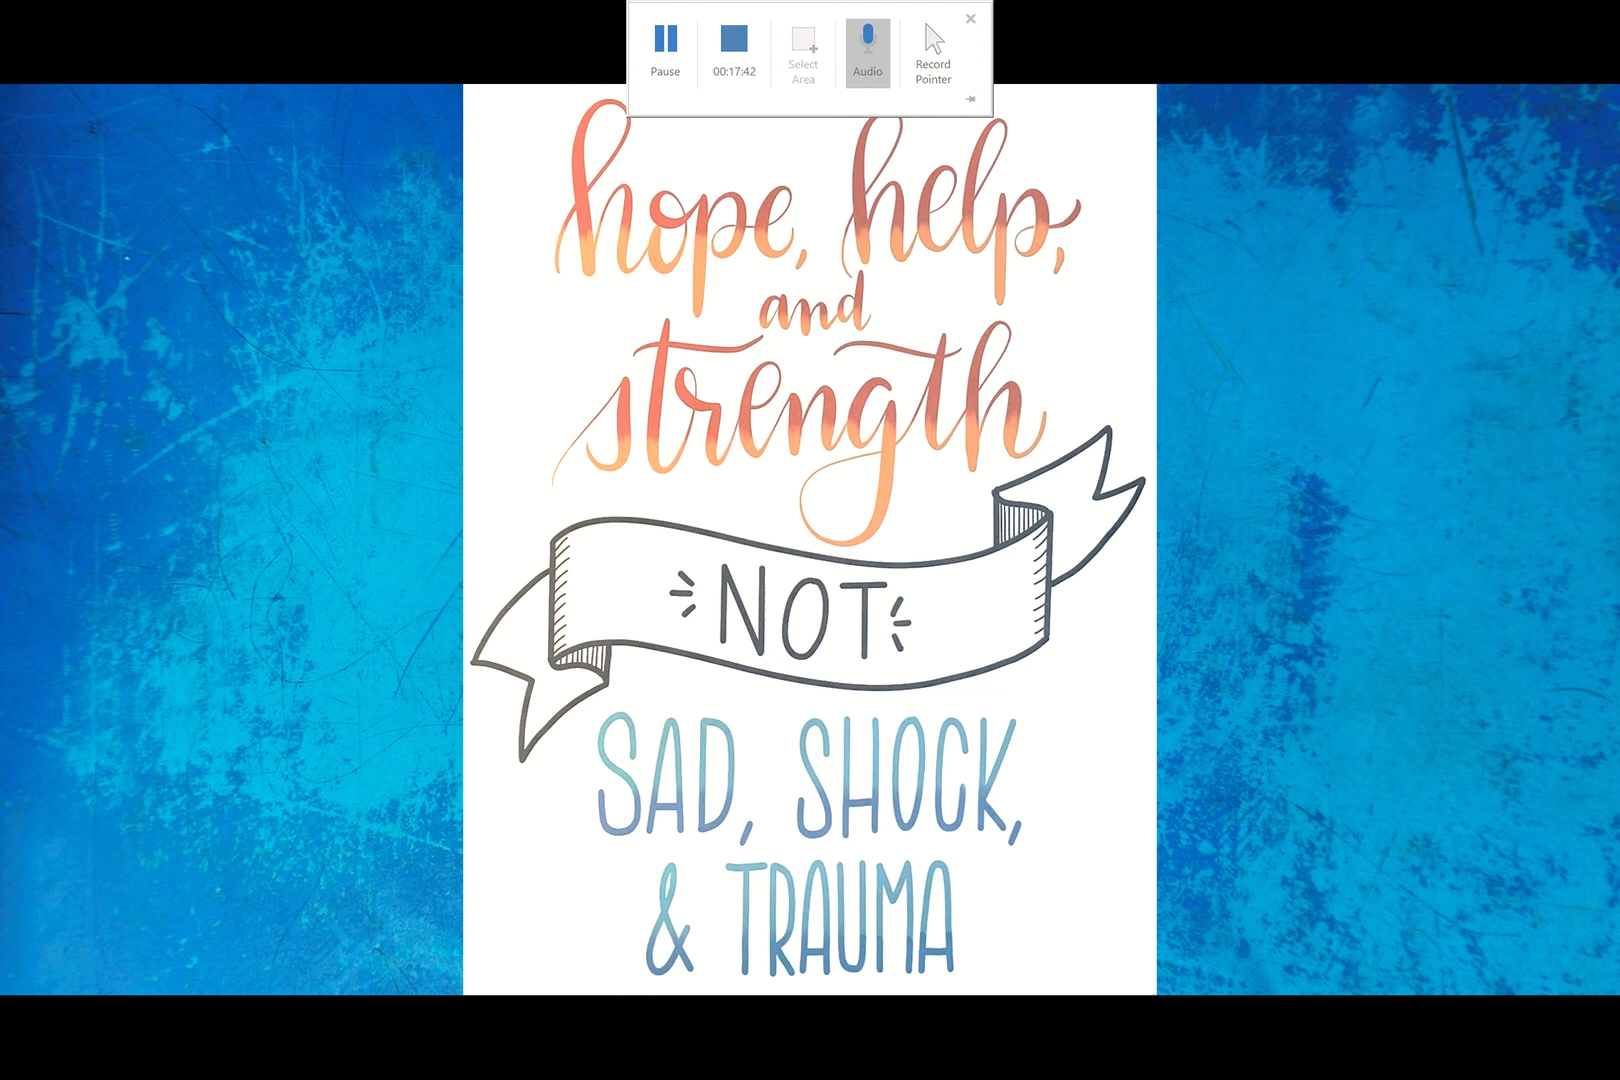 Pause
00:17:42
Select Area
Audio
Record Pointer
hope, help,
and
strength
NOT
SAD, SHOCK,
& TRAUMA